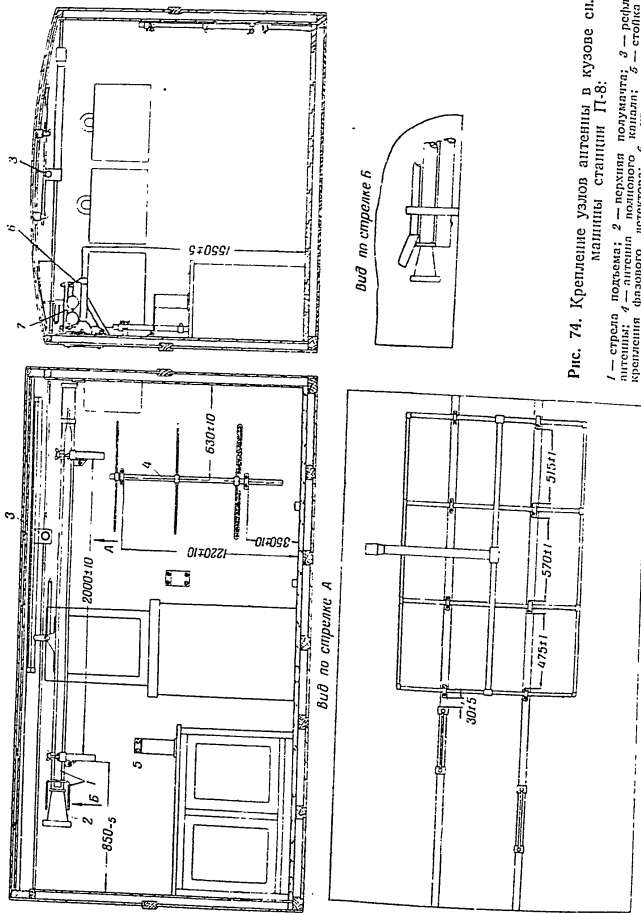 3
6
7
1550±5
3
2000±10
А
1220±10
4
630±10
350±10
1
2
Б
850-5
5
Вид по стрелке Б
Вид по стрелке А
30±5
475±1
570±1
515±1
Рис. 74. Крепление узлов антенны в кузове
машины станции П-8:
1 — стрела подъема; 2 — верхняя полумачта; 3 —
антенны; 4 — антенна полного канала; 5 — стойка
крепления фазового